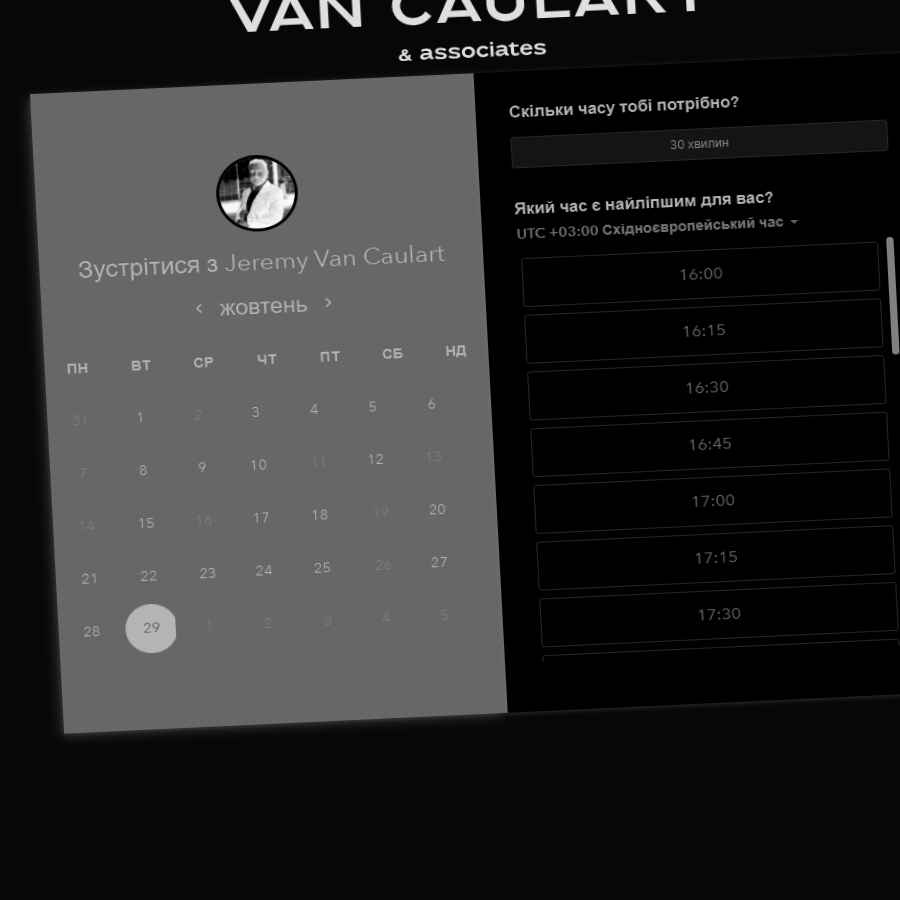 VAN CAULART
& associates
Зустрітися з Jeremy Van Caulart
жовтень
ПН ВТ СР ЧТ ПТ СБ НД
31 1 2 3 4 5 6
7 8 9 10 11 12 13
14 15 16 17 18 19 20
21 22 23 24 25 26 27
28 29 1 2 3 4 5
Скільки часу тобі потрібно?
30 хвилин
Який час є найліпшим для вас?
UTC +03:00 Східноєвропейський час
16:00
16:15
16:30
16:45
17:00
17:15
17:30